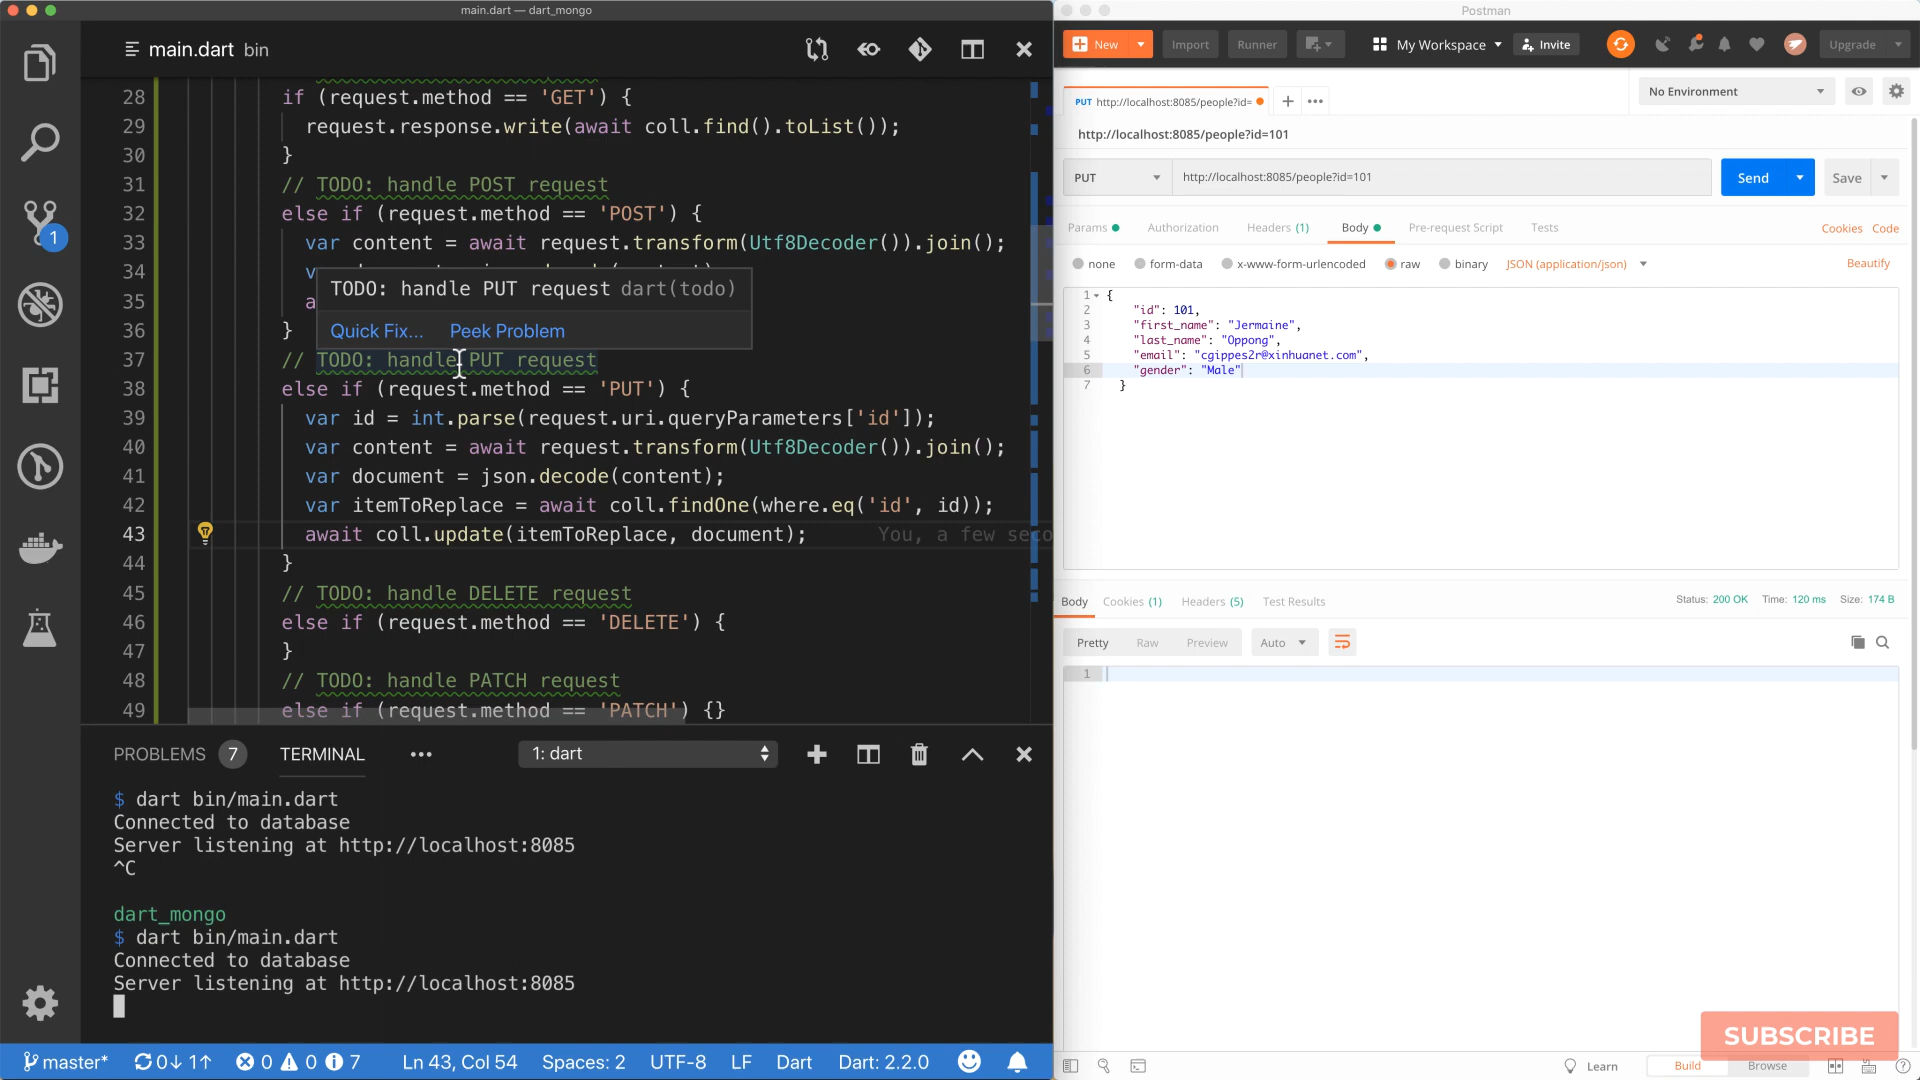 main.dart — dart_mongo
main.dart bin
28 if (request.method == 'GET') {
29 request.response.write(await coll.find().toList());
30 }
31 // TODO: handle POST request
32 else if (request.method == 'POST') {
33 var content = await request.transform(Utf8Decoder()).join();
34
TODO: handle PUT request dart(todo)
35
Quick Fix... Peek Problem
36 }
37 // TODO: handle PUT request
38 else if (request.method == 'PUT') {
39 var id = int.parse(request.uri.queryParameters['id']);
40 var content = await request.transform(Utf8Decoder()).join();
41 var document = json.decode(content);
42 var itemToReplace = await coll.findOne(where.eq('id', id));
43 await coll.update(itemToReplace, document); You, a few seco
44 }
45 // TODO: handle DELETE request
46 else if (request.method == 'DELETE') {
47 }
48 // TODO: handle PATCH request
49 else if (request.method == 'PATCH') {}
1
PROBLEMS 7 TERMINAL ••• 1: dart
$ dart bin/main.dart
Connected to database
Server listening at http://localhost:8085
^C
dart_mongo
$ dart bin/main.dart
Connected to database
Server listening at http://localhost:8085
master* 0↓ 1↑ 0 0 7 Ln 43, Col 54 Spaces: 2 UTF-8 LF Dart Dart: 2.2.0
Postman
New Import Runner My Workspace Invite Upgrade
PUT http://localhost:8085/people?id= + ••• No Environment
http://localhost:8085/people?id=101
PUT http://localhost:8085/people?id=101 Send Save
Params Authorization Headers (1) Body Pre-request Script Tests Cookies Code
none form-data x-www-form-urlencoded raw binary JSON (application/json) Beautify
1 {
2 "id": 101,
3 "first_name": "Jermaine",
4 "last_name": "Oppong",
5 "email": "cgippes2r@xinhuanet.com",
6 "gender": "Male"
7 }
Body Cookies (1) Headers (5) Test Results Status: 200 OK Time: 120 ms Size: 174 B
Pretty Raw Preview Auto
1
SUBSCRIBE
Learn Build Browse